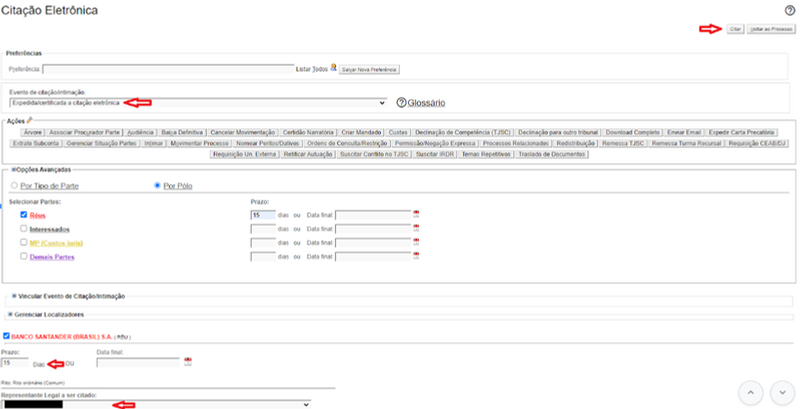 Citação Eletrônica
Citar Voltar ao Processo
Preferências
Preferência: Listar Todos Salvar Nova Preferência
Evento de citação/intimação:
Expedida/certificada a citação eletrônica Glossário
Ações
Árvore Associar Procurador Parte Audiência Baixa Definitiva Cancelar Movimentação Certidão Narratória Criar Mandado Custas Declinação de Competência (TJSC) Declinação para outro tribunal Download Completo Enviar Email Expedir Carta Precatória
Extrato Subconta Gerenciar Situação Partes Intimar Movimentar Processo Nomear Peritos/Dativos Ordens de Consulta/Restrição Permissão/Negação Expressa Processos Relacionados Redistribuição Remessa TJSC Remessa Turma Recursal Requisição CEAB/DJ
Requisição Un. Externa Retificar Autuação Suscitar Conflito no TJSC Suscitar IRDR Temas Repetitivos Traslado de Documentos
Opções Avançadas
Por Tipo de Parte Por Pólo
Selecionar Partes: Prazo:
Réus 15 dias ou Data final:
Interessados dias ou Data final:
MP (Custos iuris) dias ou Data final:
Demais Partes dias ou Data final:
Vincular Evento de Citação/Intimação
Gerenciar Localizadores
BANCO SANTANDER (BRASIL) S.A. ( RÉU )
Prazo: Data final:
15 Dias OU
Rito: Rito ordinário (Comum)
Representante Legal a ser citado: